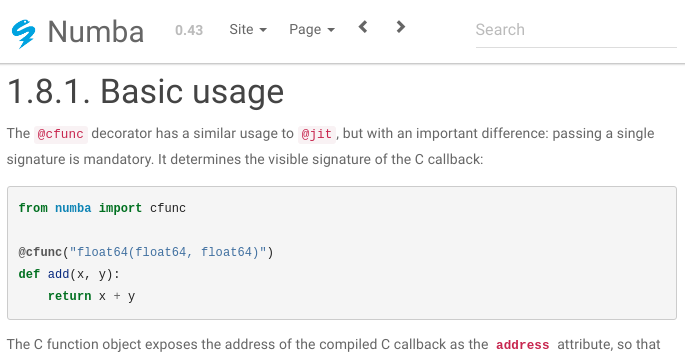 Numba 0.43 Site Page Search
1.8.1. Basic usage
The @cfunc decorator has a similar usage to @jit, but with an important difference: passing a single
signature is mandatory. It determines the visible signature of the C callback:
from numba import cfunc
@cfunc("float64(float64, float64)")
def add(x, y):
    return x + y
The C function object exposes the address of the compiled C callback as the address attribute, so that